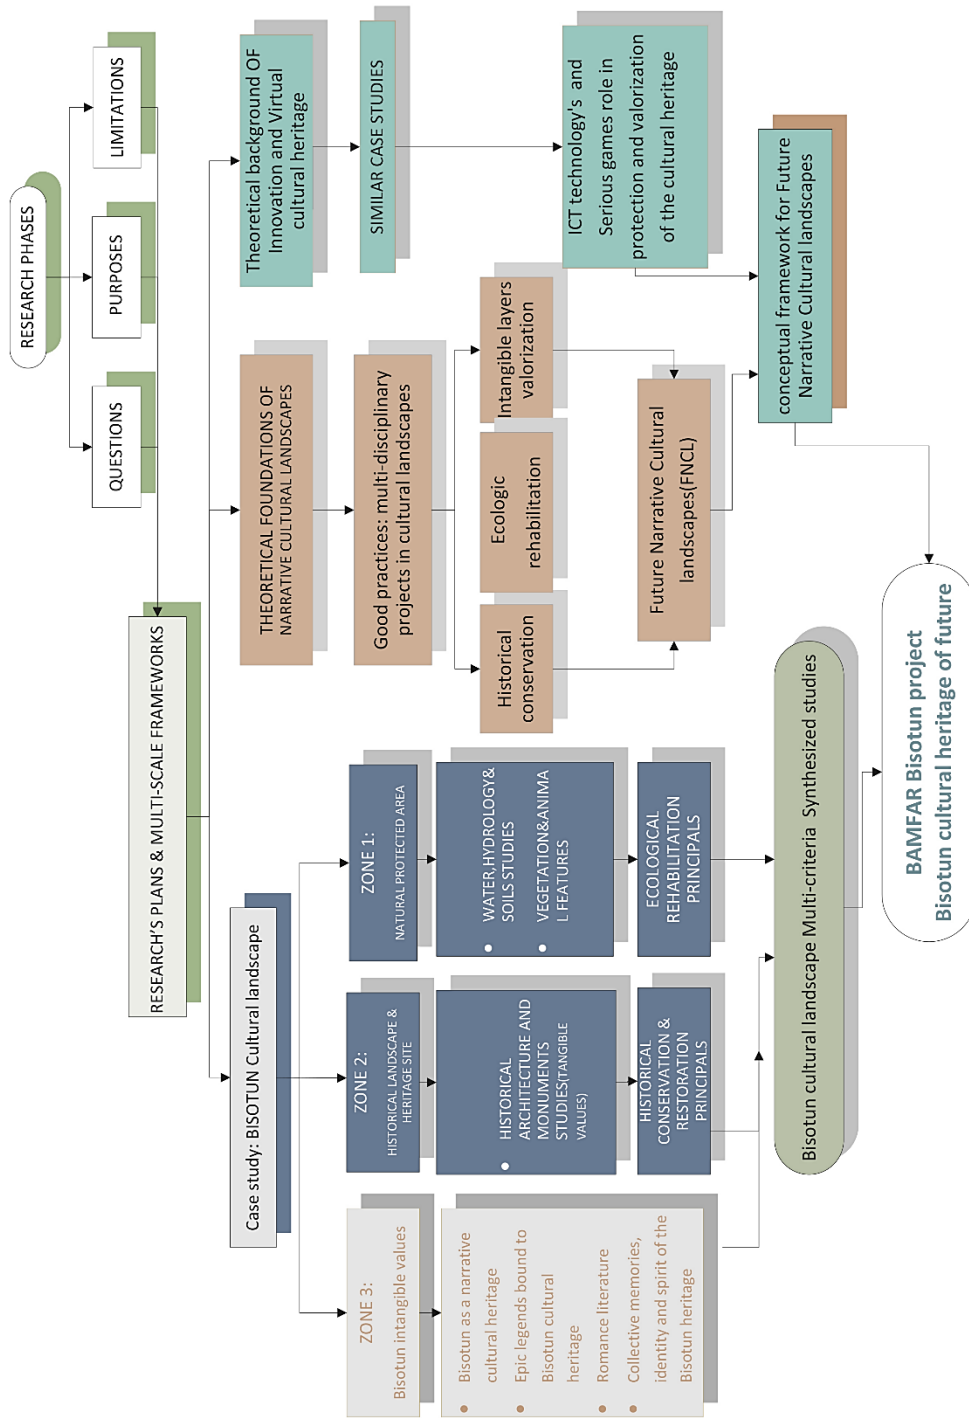 RESEARCH PHASES
QUESTIONS
PURPOSES
LIMITATIONS
RESEARCH'S PLANS & MULTI-SCALE FRAMEWORKS
Case study: BISOTUN Cultural landscape
ZONE 3:
Bisotun intangible values
• Bisotun as a narrative
cultural heritage
• Epic legends bound to
Bisotun cultural
heritage
• Romance literature
• Collective memories,
identity and spirit of the
Bisotun heritage
ZONE 2:
HISTORICAL LANDSCAPE &
HERITAGE SITE
• HISTORICAL
ARCHITECTURE AND
MONUMENTS
STUDIES(TANGIBLE
VALUES)
HISTORICAL
CONSERVATION &
RESTORATION
PRINCIPALS
ZONE 1:
NATURAL PROTECTED AREA
• WATER,HYDROLOGY&
SOILS STUDIES
• VEGETATION&ANIMA
L FEATURES
ECOLOGICAL
REHABILITATION
PRINCIPALS
THEORETICAL FOUNDATIONS OF
NARRATIVE CULTURAL LANDSCAPES
Good practices: multi-disciplinary
projects in cultural landscapes
Historical
conservation
Ecologic
rehabilitation
Intangible layers
valorization
Future Narrative Cultural
landscapes(FNCL)
Theoretical background OF
Innovation and Virtual
cultural heritage
SIMILAR CASE STUDIES
ICT technology's and
Serious games role in
protection and valorization
of the cultural heritage
conceptual framework for Future
Narrative Cultural landscapes
Bisotun cultural landscape Multi-criteria Synthesized studies
BAMFAR Bisotun project
Bisotun cultural heritage of future